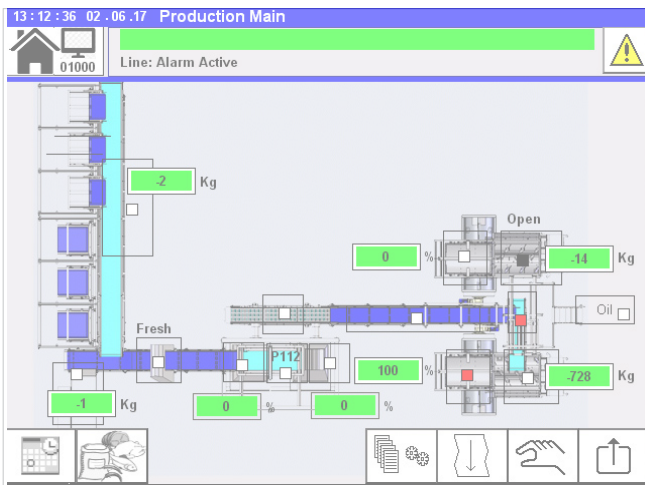 13:12:36 02.06.17 Production Main
01000
Line: Alarm Active
-2 Kg
Open
0 %
-14 Kg
Oil
Fresh
P112
100 %
-728 Kg
-1 Kg
0 %
0 %